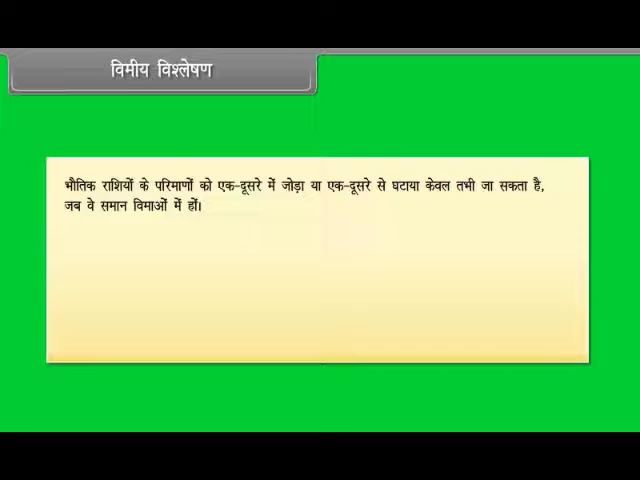 विमीय विश्लेषण
भौतिक राशियों के परिमाणों को एक-दूसरे में जोड़ा या एक-दूसरे से घटाया केवल तभी जा सकता है,
जब वे समान विमाओं में हों।